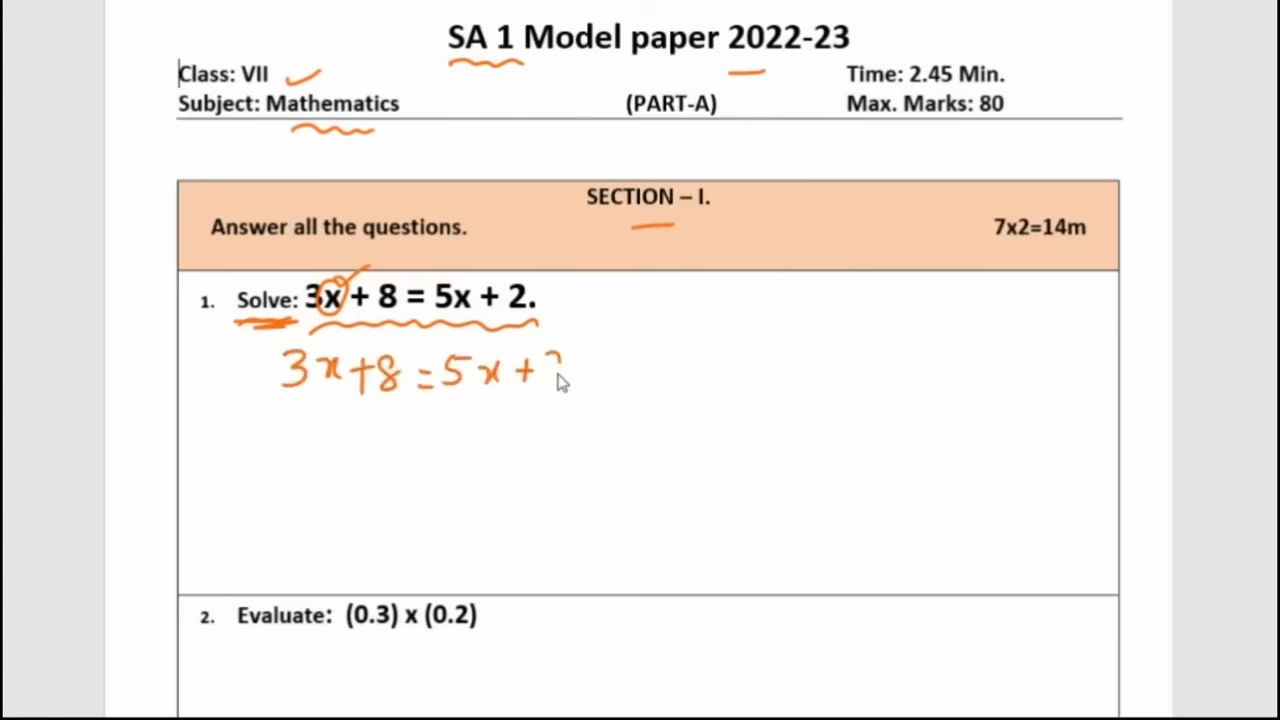 SA 1 Model paper 2022-23
Class: VII Time: 2.45 Min.
Subject: Mathematics (PART-A) Max. Marks: 80
SECTION – I.
Answer all the questions. 7x2=14m
1. Solve: 3x + 8 = 5x + 2.
3x+8=5x+
2. Evaluate: (0.3) x (0.2)